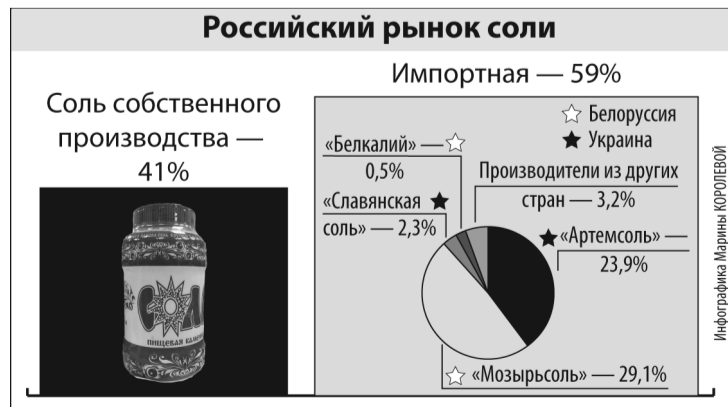 Российский рынок соли
Соль собственного
производства —
41%
Импортная — 59%
☆ Белоруссия
★ Украина
«Белкалий» — ☆
0,5%
Производители из других
стран — 3,2%
«Славянская ★
соль» — 2,3%
★ «Артемсоль» —
23,9%
☆ «Мозырьсоль» — 29,1%
СОЛЬ
ПИЩЕВАЯ
Инфографика Марины КОРОЛЕВОЙ